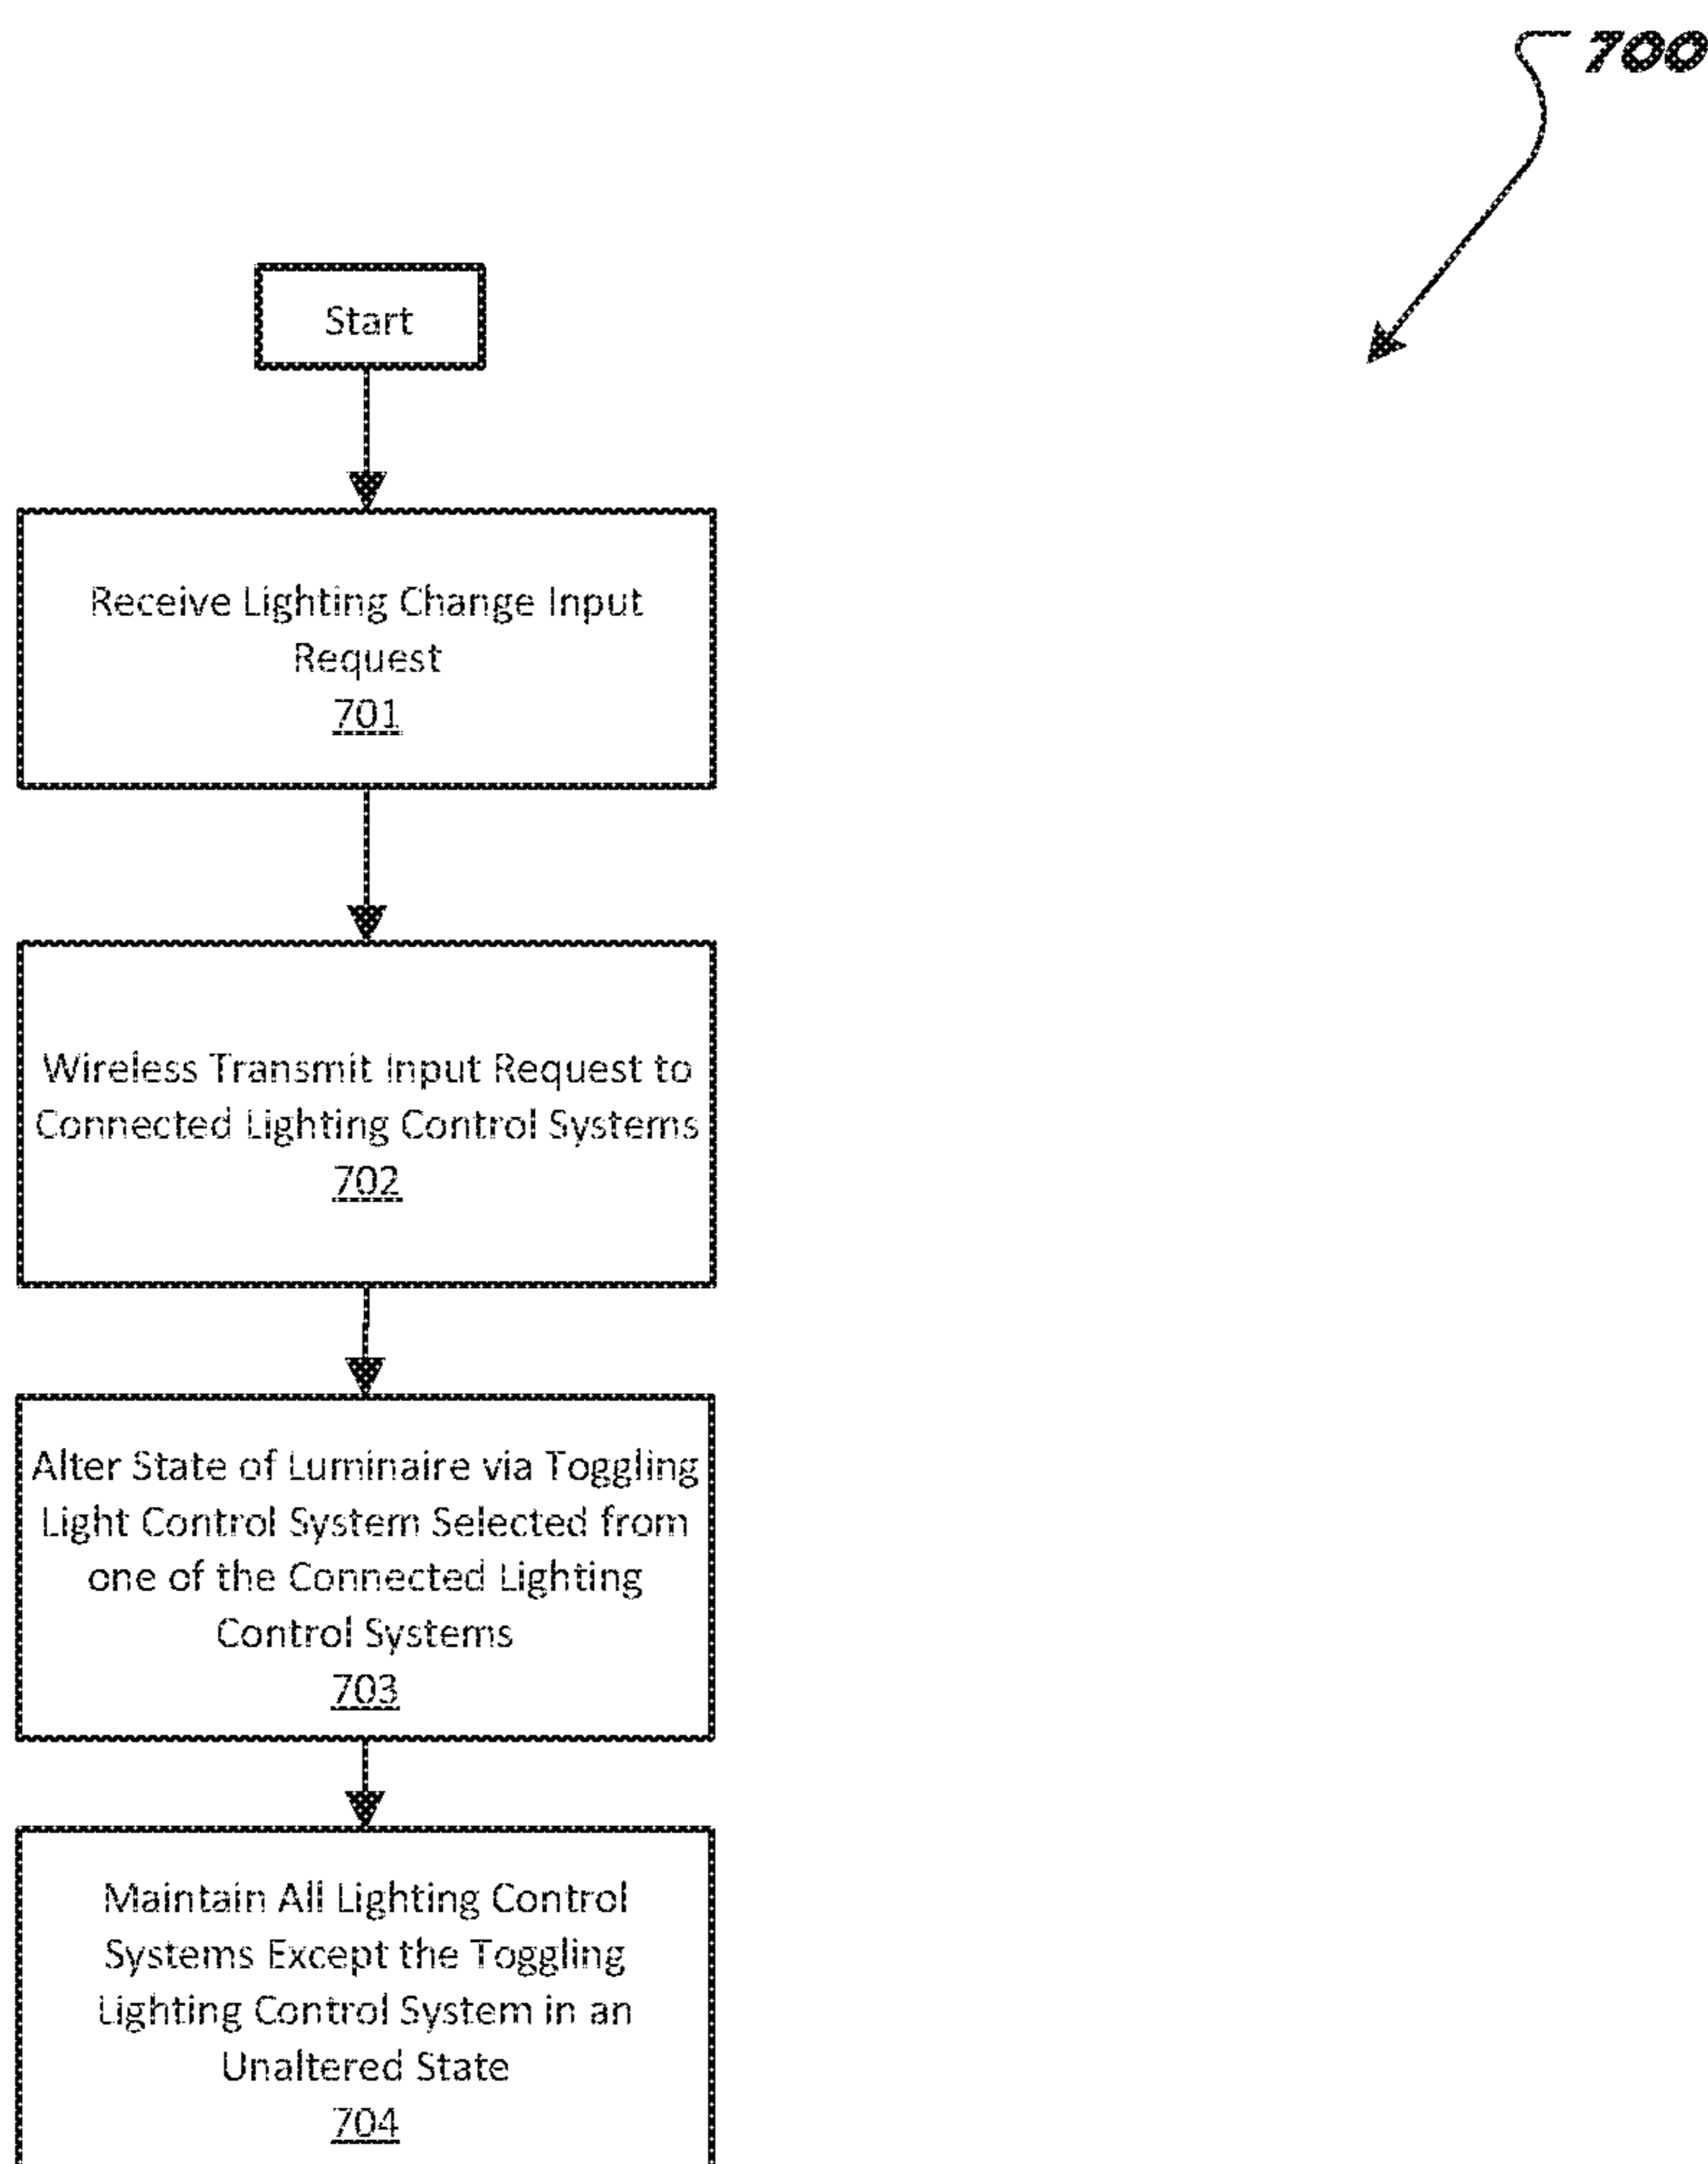 700
Start
Receive Lighting Change Input
Request
701
Wireless Transmit Input Request to
Connected Lighting Control Systems
702
Alter State of Luminaire via Toggling
Light Control System Selected from
one of the Connected Lighting
Control Systems
703
Maintain All Lighting Control
Systems Except the Toggling
Lighting Control System in an
Unaltered State
704